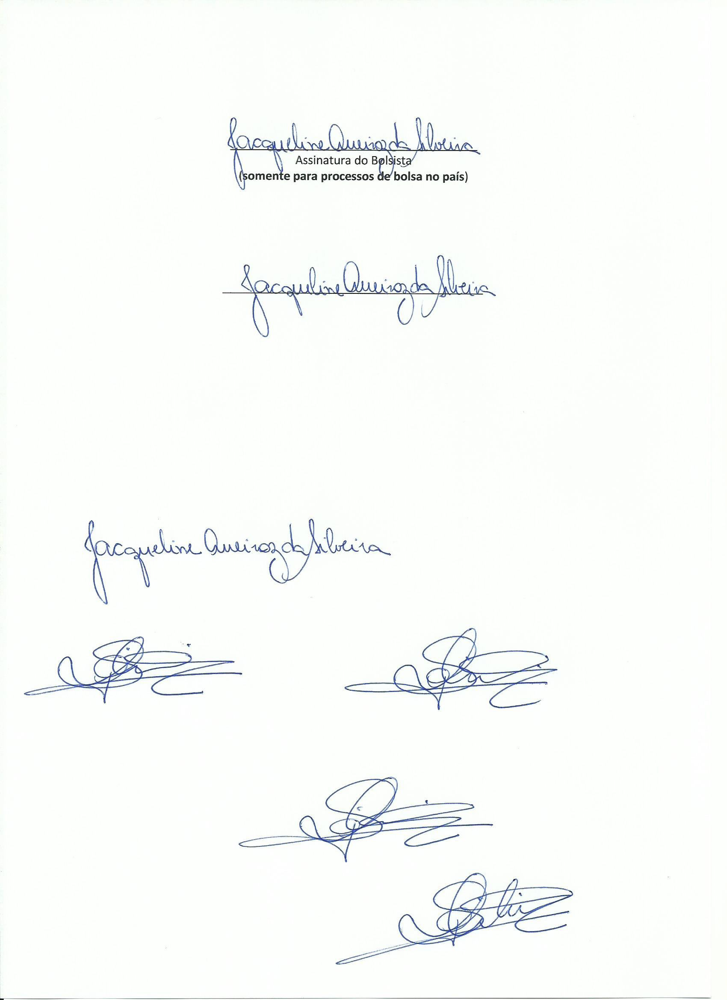 Jacqueline Queiroz da Silveira
Assinatura do Bolsista
(somente para processos de bolsa no país)
Jacqueline Queiroz da Silveira
Jacqueline Queiroz da Silveira